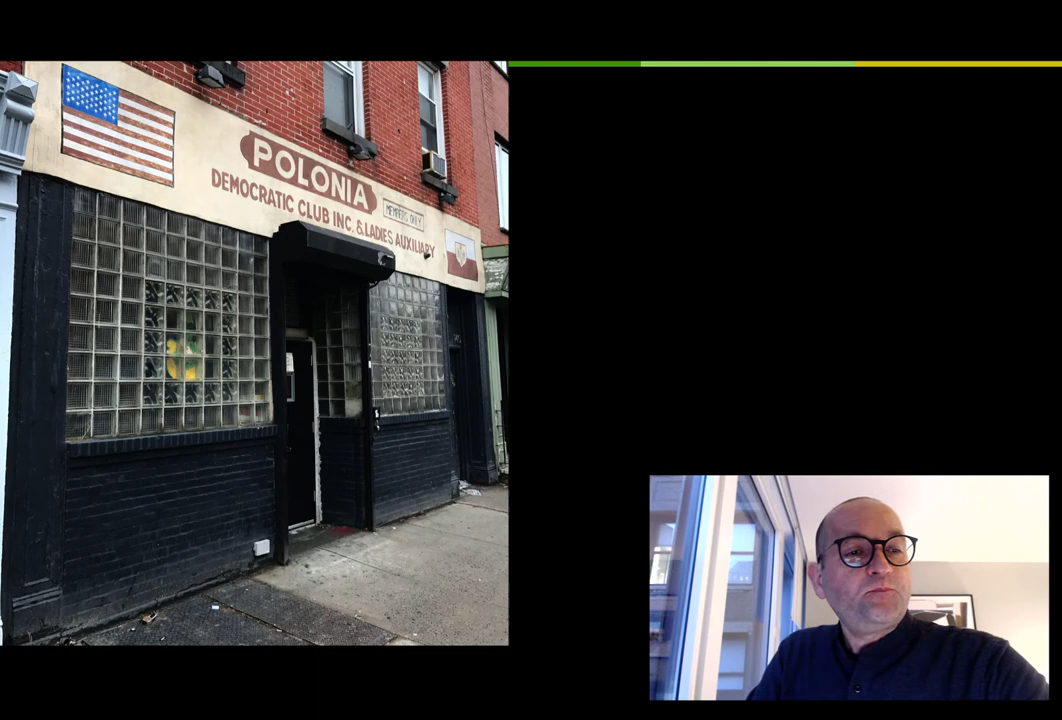 POLONIA
DEMOCRATIC CLUB INC. & LADIES AUXILIARY
MEMBERS ONLY